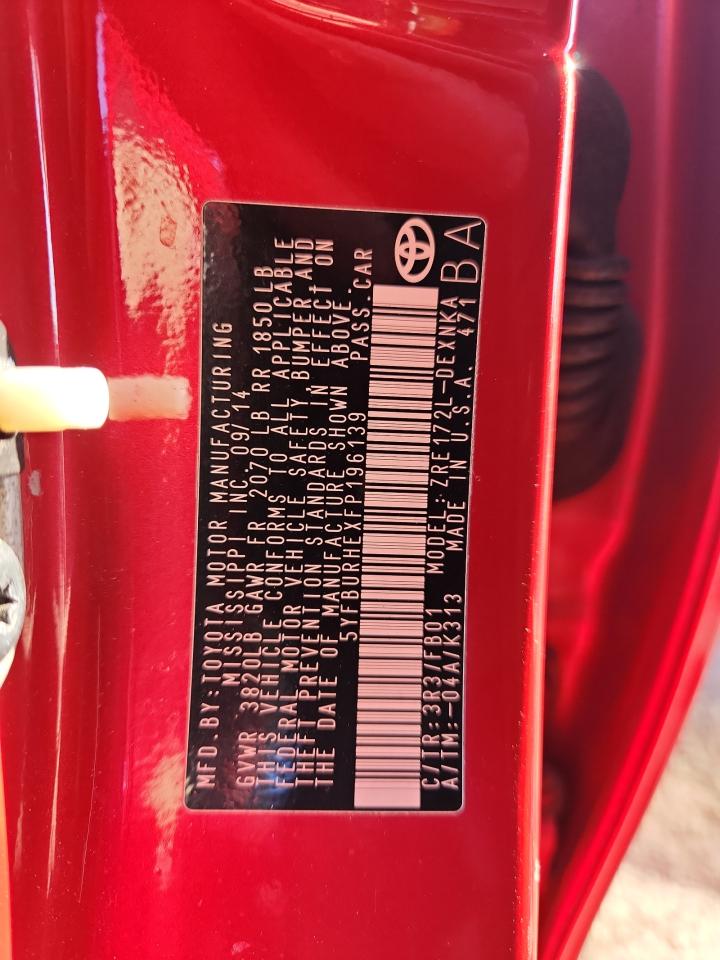 MFD.BY:TOYOTA MOTOR MANUFACTURING
MISSISSIPPI INC. 09/14
GVWR 3820LB GAWR FR 2070 LB RR 1850 LB
THIS VEHICLE CONFORMS TO ALL APPLICABLE
FEDERAL MOTOR VEHICLE SAFETY BUMPER AND
THEFT PREVENTION STANDARDS IN EFFECT ON
THE DATE OF MANUFACTURE SHOWN ABOVE.
5YFBURHEXFP196139 PASS.CAR
C/TR:3R3/FB01 MODEL:ZRE172L-DEXNKA
A/TM:-04A/K313 MADE IN U.S.A. 471 BA